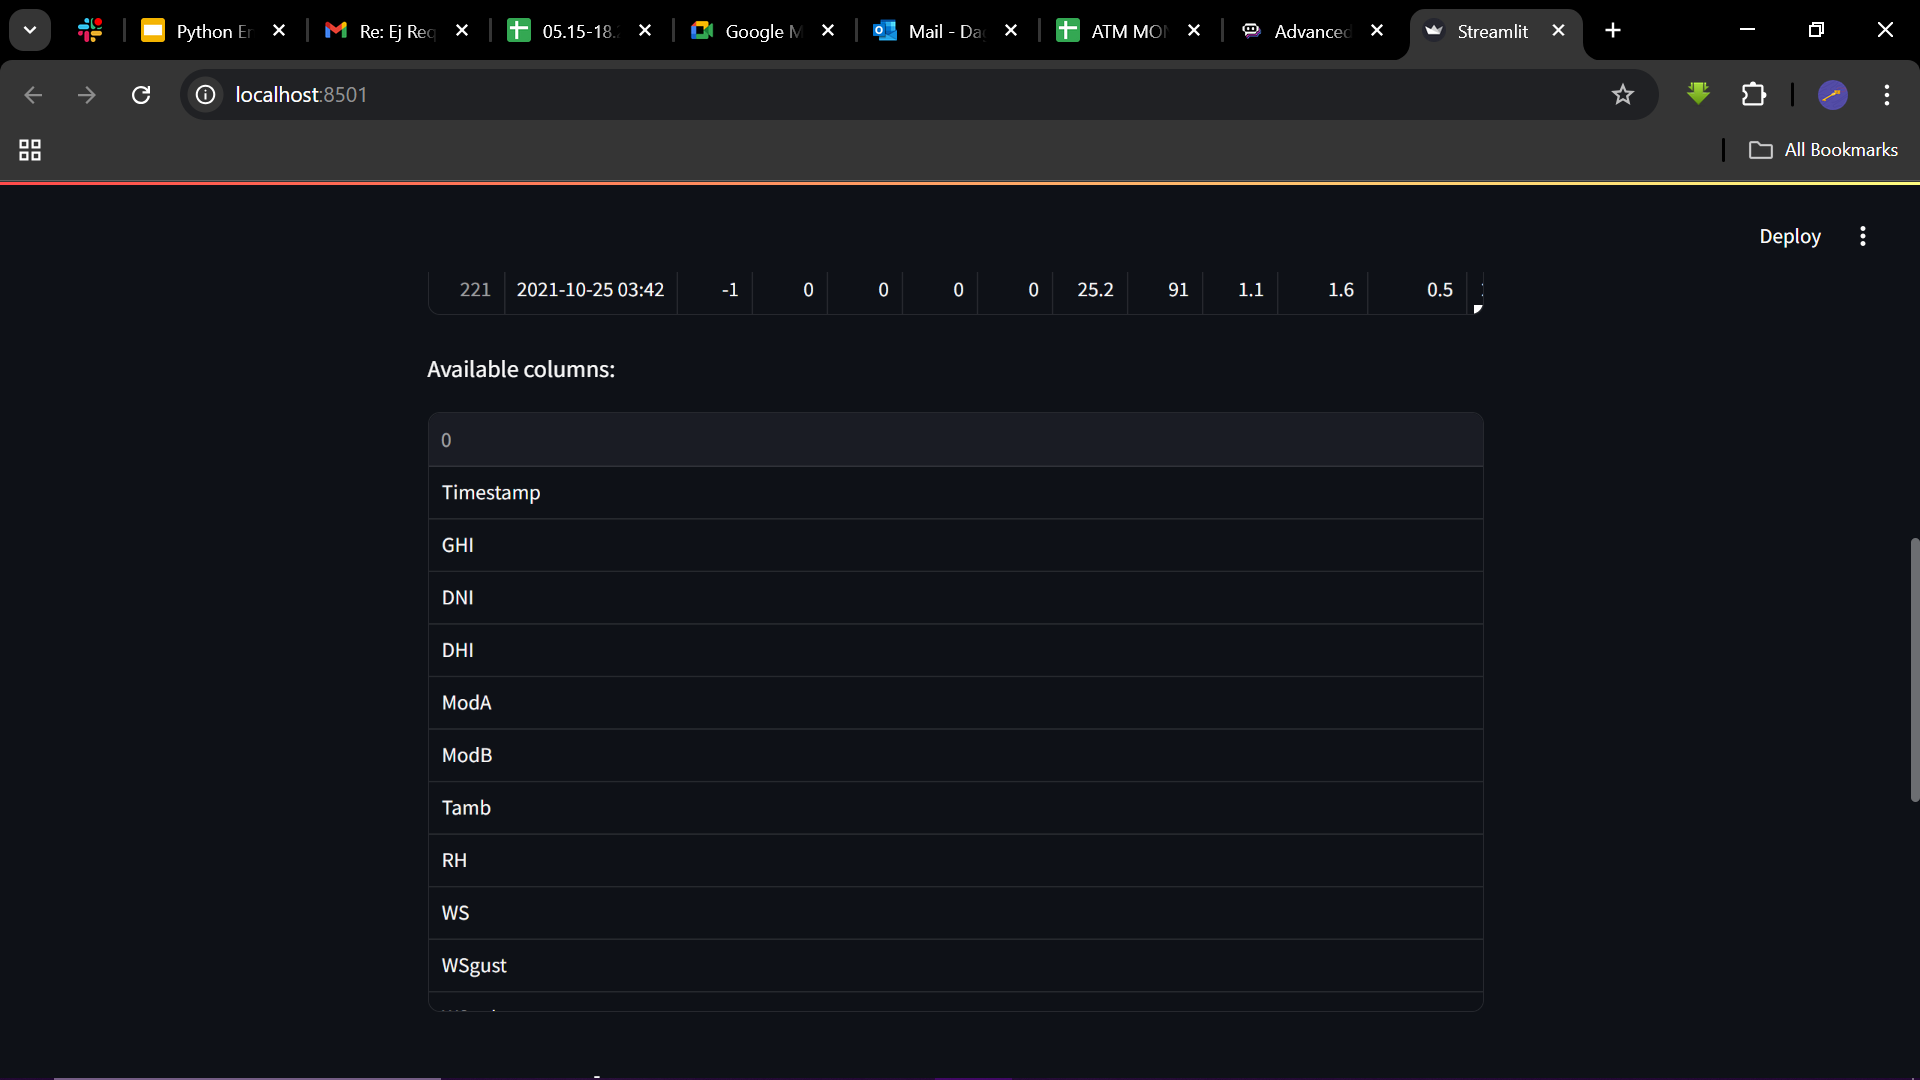 Python Er
Re: Ej Req
05.15-18.
Google M
Mail - Da
ATM MO
Advanced
Streamlit
localhost:8501
All Bookmarks
Deploy
221 2021-10-25 03:42 -1 0 0 0 0 25.2 91 1.1 1.6 0.5
Available columns:
0
Timestamp
GHI
DNI
DHI
ModA
ModB
Tamb
RH
WS
WSgust